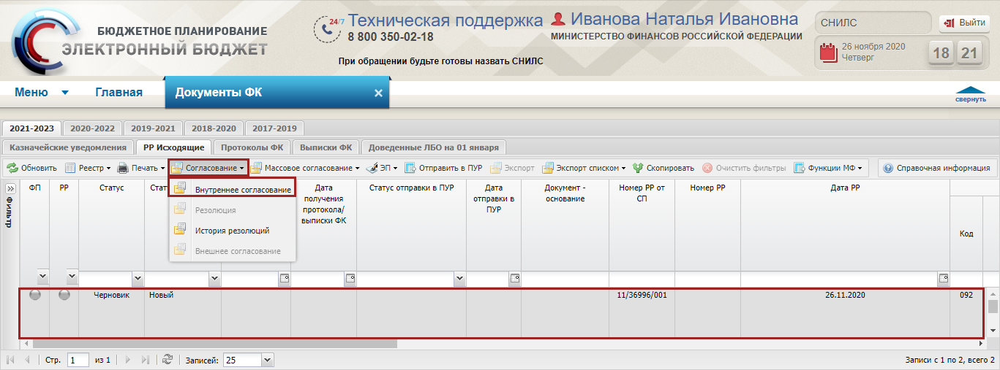 БЮДЖЕТНОЕ ПЛАНИРОВАНИЕ
ЭЛЕКТРОННЫЙ БЮДЖЕТ
24/7 Техническая поддержка
8 800 350-02-18
При обращении будьте готовы назвать СНИЛС
Иванова Наталья Ивановна
МИНИСТЕРСТВО ФИНАНСОВ РОССИЙСКОЙ ФЕДЕРАЦИИ
СНИЛС
Выйти
26 ноября 2020
Четверг
18 21
Меню Главная Документы ФК
свернуть
2021-2023 2020-2022 2019-2021 2018-2020 2017-2019
Казначейские уведомления РР Исходящие Протоколы ФК Выписки ФК Доведенные ЛБО на 01 января
Обновить Реестр Печать Согласование Массовое согласование ЭП Отправить в ПУР Экспорт Экспорт списком Скопировать Очистить фильтры Функции МФ Справочная информация
Внутреннее согласование
Резолюция
История резолюций
Внешнее согласование
Фильтр
ФП РР Статус Стат
Дата
получения
протокола/
выписки ФК
Статус отправки в ПУР
Дата
отправки в
ПУР
Документ -
основание
Номер РР от
СП
Номер РР
Дата РР
Код
Черновик Новый 11/36996/001 26.11.2020 092
Стр. 1 из 1 Записей: 25 Записи с 1 по 2, всего 2